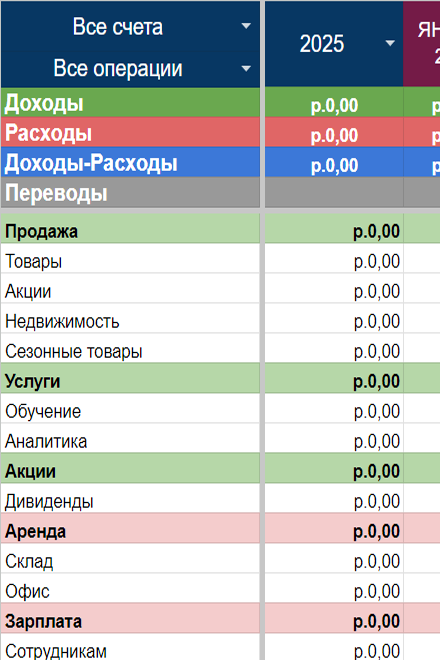 Все счета
Все операции
2025
Доходы р.0,00
Расходы р.0,00
Доходы-Расходы р.0,00
Переводы
Продажа р.0,00
Товары р.0,00
Акции р.0,00
Недвижимость р.0,00
Сезонные товары р.0,00
Услуги р.0,00
Обучение р.0,00
Аналитика р.0,00
Акции р.0,00
Дивиденды р.0,00
Аренда р.0,00
Склад р.0,00
Офис р.0,00
Зарплата р.0,00
Сотрудникам р.0,00